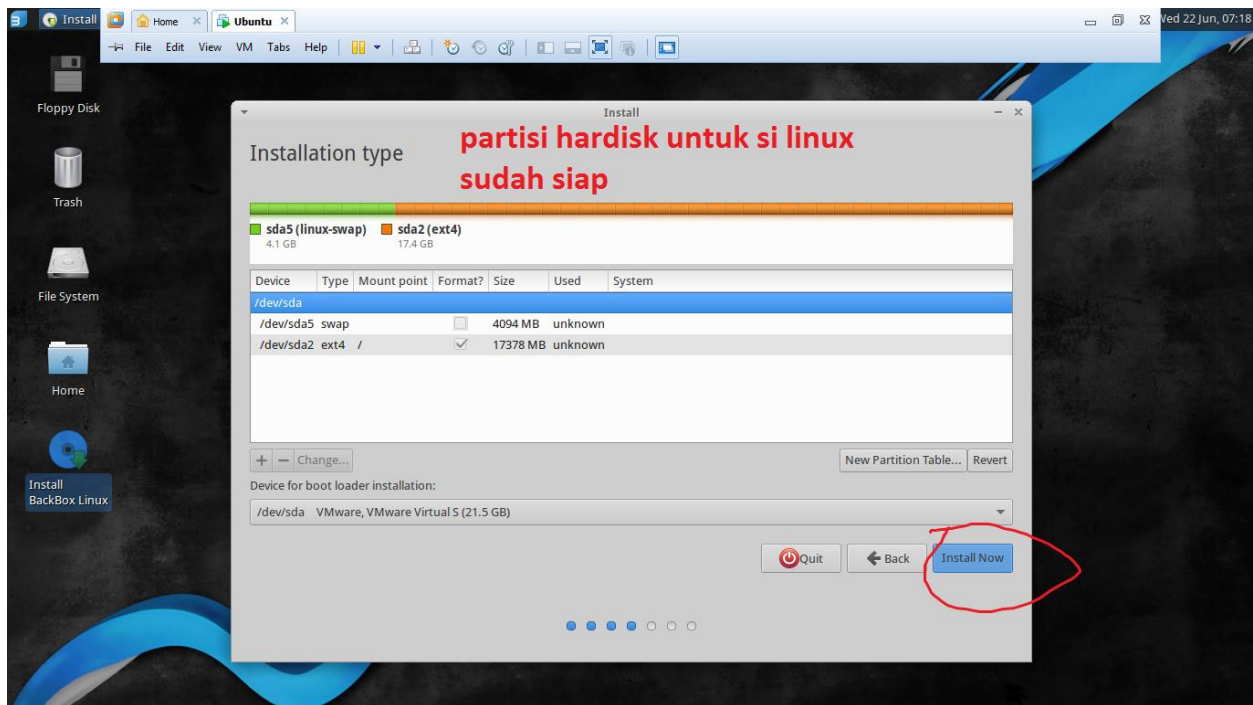 Install
Home
Ubuntu
Wed 22 Jun, 07:18
File Edit View VM Tabs Help
Floppy Disk
Trash
File System
Home
Install
BackBox Linux
Install
partisi hardisk untuk si linux
sudah siap
Installation type
sda5 (linux-swap) sda2 (ext4)
4.1 GB 17.4 GB
Device Type Mount point Format? Size Used System
/dev/sda
/dev/sda5 swap 4094 MB unknown
/dev/sda2 ext4 / 17378 MB unknown
+ − Change...
New Partition Table... Revert
Device for boot loader installation:
/dev/sda VMware, VMware Virtual S (21.5 GB)
Quit Back Install Now